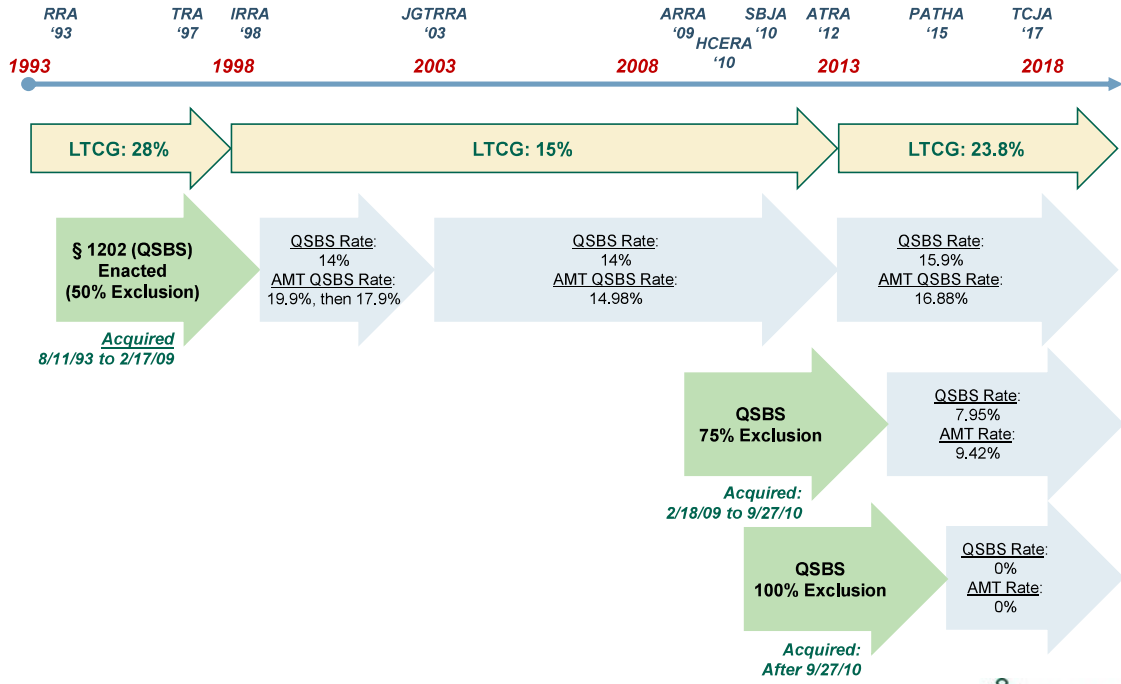 RRA
‘93
TRA
‘97
IRRA
‘98
JGTRRA
‘03
ARRA
‘09
HCERA
‘10
SBJA
‘10
ATRA
‘12
PATHA
‘15
TCJA
‘17
1993
1998
2003
2008
2013
2018
LTCG: 28%
LTCG: 15%
LTCG: 23.8%
§ 1202 (QSBS)
Enacted
(50% Exclusion)
Acquired
8/11/93 to 2/17/09
QSBS Rate:
14%
AMT QSBS Rate:
19.9%, then 17.9%
QSBS Rate:
14%
AMT QSBS Rate:
14.98%
QSBS Rate:
15.9%
AMT QSBS Rate:
16.88%
QSBS
75% Exclusion
Acquired:
2/18/09 to 9/27/10
QSBS Rate:
7.95%
AMT Rate:
9.42%
QSBS
100% Exclusion
Acquired:
After 9/27/10
QSBS Rate:
0%
AMT Rate:
0%